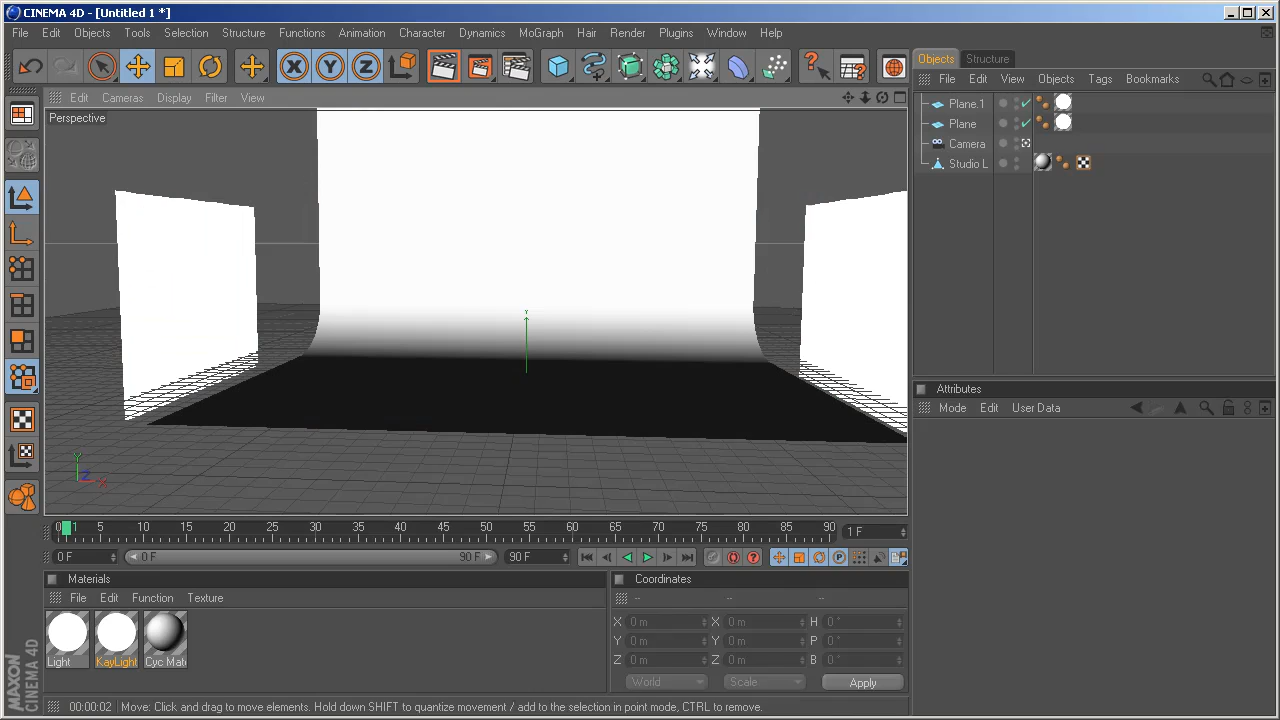 CINEMA 4D - [Untitled 1 *]
File Edit Objects Tools Selection Structure Functions Animation Character Dynamics MoGraph Hair Render Plugins Window Help
Objects Structure
File Edit View Objects Tags Bookmarks
Edit Cameras Display Filter View
Perspective
Plane.1
Plane
Camera
Studio L
Y
Attributes
Mode Edit User Data
Y
Z
X
0 1 5 10 15 20 25 30 35 40 45 50 55 60 65 70 75 80 85 90
1 F
0 F
0 F
90 F
90 F
Materials
File Edit Function Texture
Light
KayLight
Cyc Mate
Coordinates
-- -- --
X 0 m X 0 m H 0 °
Y 0 m Y 0 m P 0 °
Z 0 m Z 0 m B 0 °
World Scale Apply
MAXON
CINEMA 4D
00:00:02 Move: Click and drag to move elements. Hold down SHIFT to quantize movement / add to the selection in point mode, CTRL to remove.